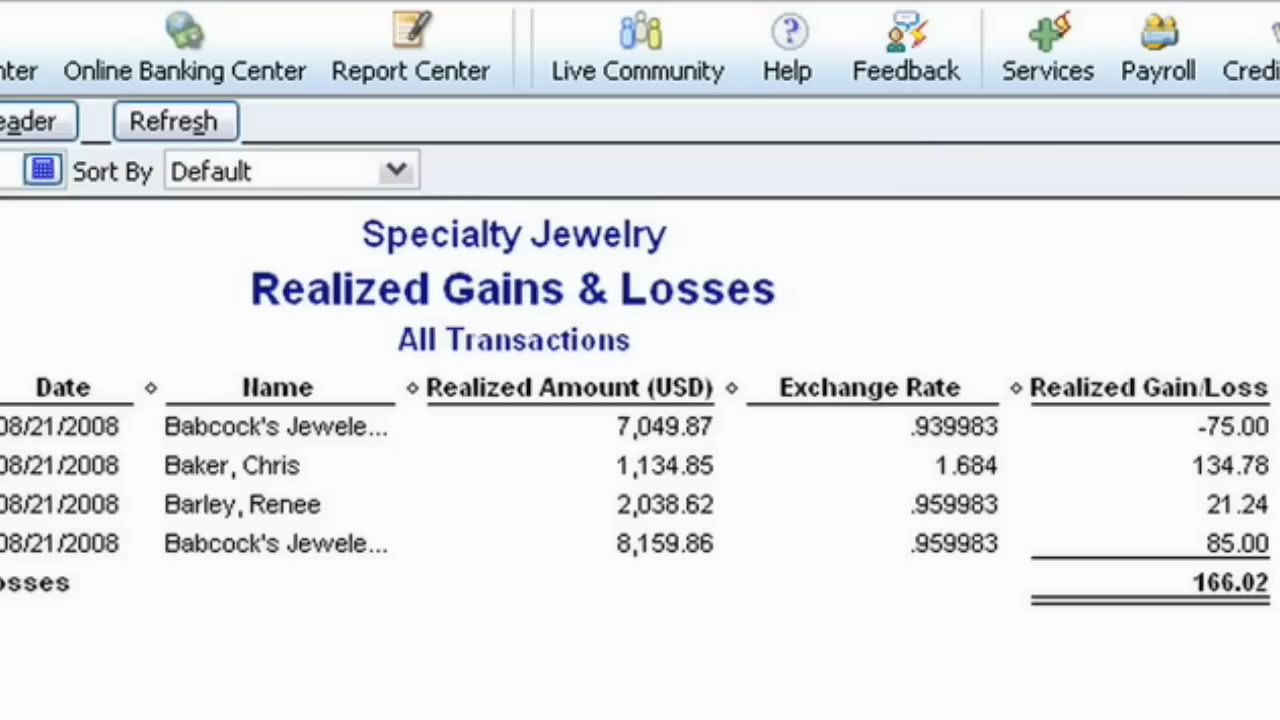 nter Online Banking Center Report Center Live Community Help Feedback Services Payroll Credi
eader Refresh
Sort By Default
Specialty Jewelry
Realized Gains & Losses
All Transactions
Date Name Realized Amount (USD) Exchange Rate Realized Gain/Loss
08/21/2008 Babcock's Jewele... 7,049.87 .939983 -75.00
08/21/2008 Baker, Chris 1,134.85 1.684 134.78
08/21/2008 Barley, Renee 2,038.62 .959983 21.24
08/21/2008 Babcock's Jewele... 8,159.86 .959983 85.00
osses 166.02